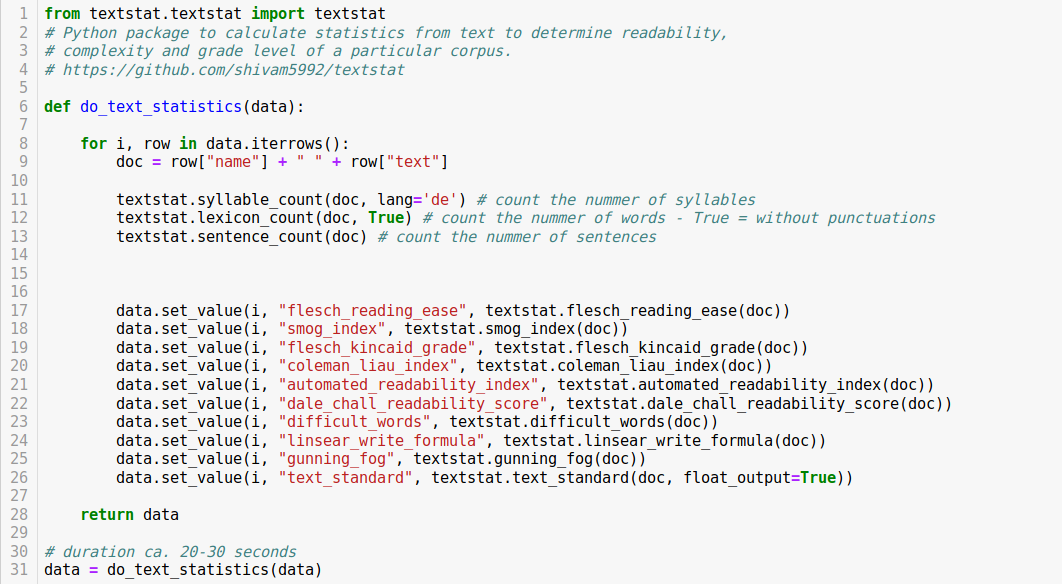 1 from textstat.textstat import textstat
2 # Python package to calculate statistics from text to determine readability,
3 # complexity and grade level of a particular corpus.
4 # https://github.com/shivam5992/textstat
5
6 def do_text_statistics(data):
7
8     for i, row in data.iterrows():
9         doc = row["name"] + " " + row["text"]
10
11         textstat.syllable_count(doc, lang='de') # count the nummer of syllables
12         textstat.lexicon_count(doc, True) # count the nummer of words - True = without punctuations
13         textstat.sentence_count(doc) # count the nummer of sentences
14
15
16
17         data.set_value(i, "flesch_reading_ease", textstat.flesch_reading_ease(doc))
18         data.set_value(i, "smog_index", textstat.smog_index(doc))
19         data.set_value(i, "flesch_kincaid_grade", textstat.flesch_kincaid_grade(doc))
20         data.set_value(i, "coleman_liau_index", textstat.coleman_liau_index(doc))
21         data.set_value(i, "automated_readability_index", textstat.automated_readability_index(doc))
22         data.set_value(i, "dale_chall_readability_score", textstat.dale_chall_readability_score(doc))
23         data.set_value(i, "difficult_words", textstat.difficult_words(doc))
24         data.set_value(i, "linsear_write_formula", textstat.linsear_write_formula(doc))
25         data.set_value(i, "gunning_fog", textstat.gunning_fog(doc))
26         data.set_value(i, "text_standard", textstat.text_standard(doc, float_output=True))
27
28     return data
29
30 # duration ca. 20-30 seconds
31 data = do_text_statistics(data)